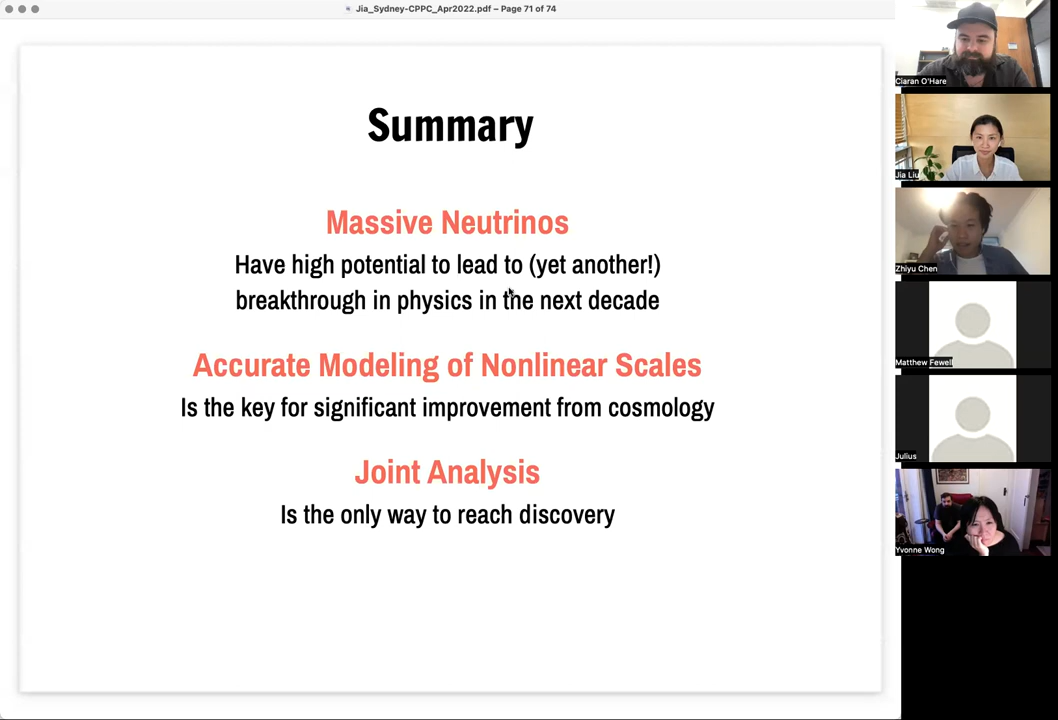 Jia_Sydney-CPPC_Apr2022.pdf – Page 71 of 74
Summary
Massive Neutrinos
Have high potential to lead to (yet another!)
breakthrough in physics in the next decade
Accurate Modeling of Nonlinear Scales
Is the key for significant improvement from cosmology
Joint Analysis
Is the only way to reach discovery
Ciaran O'Hare
Jia Liu
Zhiyu Chen
Matthew Fewell
Julius
Yvonne Wong